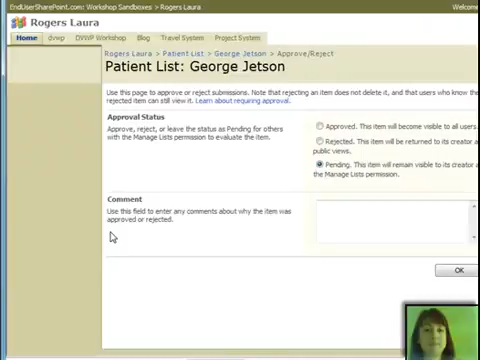 EndUserSharePoint.com: Workshop Sandboxes > Rogers Laura
Welcome
Rogers Laura
Home dvwp DVWP Workshop Blog Travel System Project System
Rogers Laura > Patient List > George Jetson > Approve/Reject
Patient List: George Jetson
Use this page to approve or reject submissions. Note that rejecting an item does not delete it, and that users who know the
rejected item can still view it. Learn about requiring approval.
Approval Status
Approve, reject, or leave the status as Pending for others
with the Manage Lists permission to evaluate the item.
Approved. This item will become visible to all users.
Rejected. This item will be returned to its creator a
public views.
Pending. This item will remain visible to its creator a
the Manage Lists permission.
Comment
Use this field to enter any comments about why the item was
approved or rejected.
OK